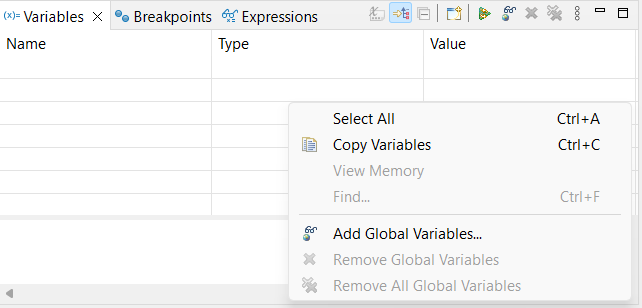 (x)= Variables Breakpoints Expressions
Name Type Value
Select All Ctrl+A
Copy Variables Ctrl+C
View Memory
Find... Ctrl+F
Add Global Variables...
Remove Global Variables
Remove All Global Variables